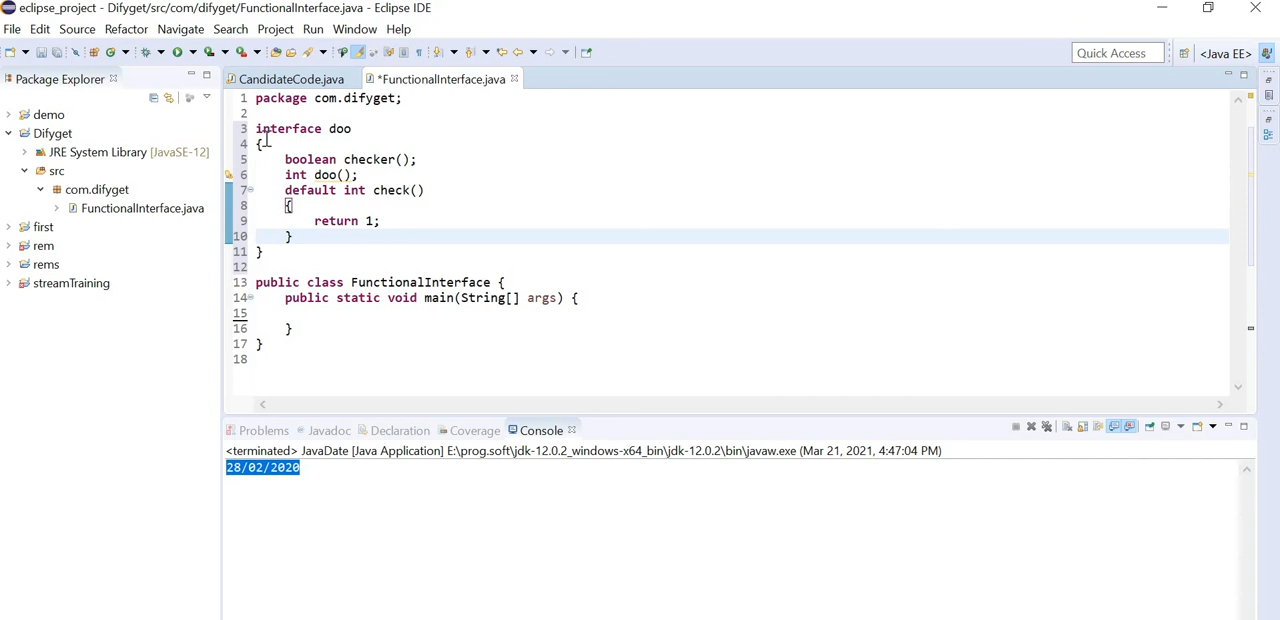 eclipse_project - Difyget/src/com/difyget/FunctionalInterface.java - Eclipse IDE
File Edit Source Refactor Navigate Search Project Run Window Help
Quick Access <Java EE>
Package Explorer CandidateCode.java *FunctionalInterface.java
demo
Difyget
JRE System Library [JavaSE-12]
src
com.difyget
FunctionalInterface.java
first
rem
rems
streamTraining
1 package com.difyget;
2
3 interface doo
4 {
5 boolean checker();
6 int doo();
7 default int check()
8 {
9 return 1;
10 }
11 }
12
13 public class FunctionalInterface {
14 public static void main(String[] args) {
15
16 }
17 }
18
Problems Javadoc Declaration Coverage Console
<terminated> JavaDate [Java Application] E:\prog.soft\jdk-12.0.2_windows-x64_bin\jdk-12.0.2\bin\javaw.exe (Mar 21, 2021, 4:47:04 PM)
28/02/2020